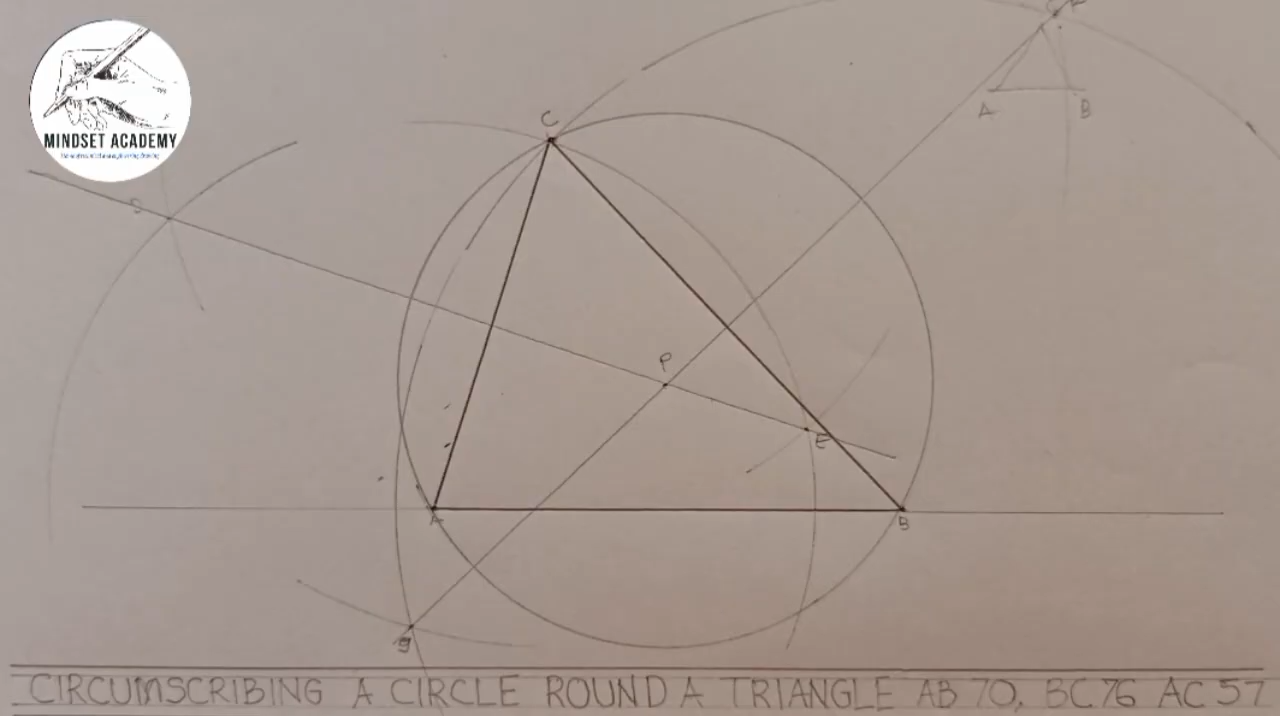 MINDSET ACADEMY
C
A
B
D
C
P
E
A
B
g
CIRCUMSCRIBING A CIRCLE ROUND A TRIANGLE AB 70, BC 76 AC 57